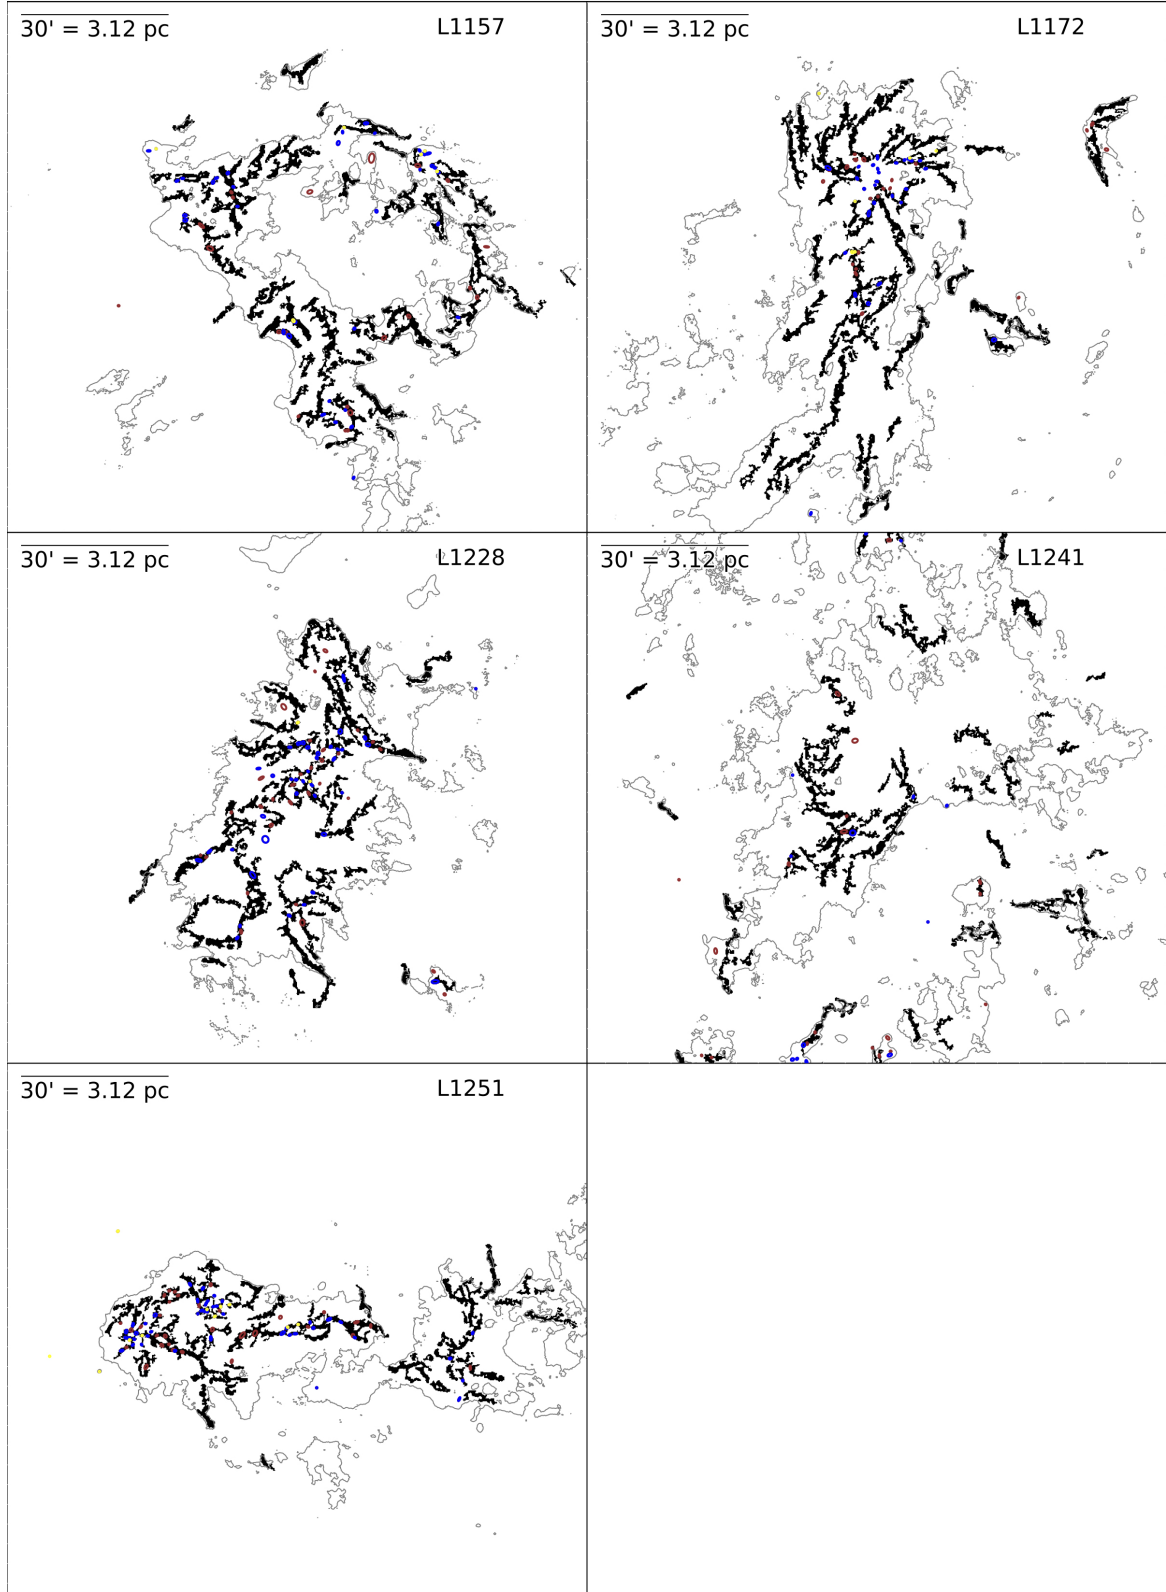 30' = 3.12 pc L1157
30' = 3.12 pc L1172
30' = 3.12 pc L1228
30' = 3.12 pc L1241
30' = 3.12 pc L1251